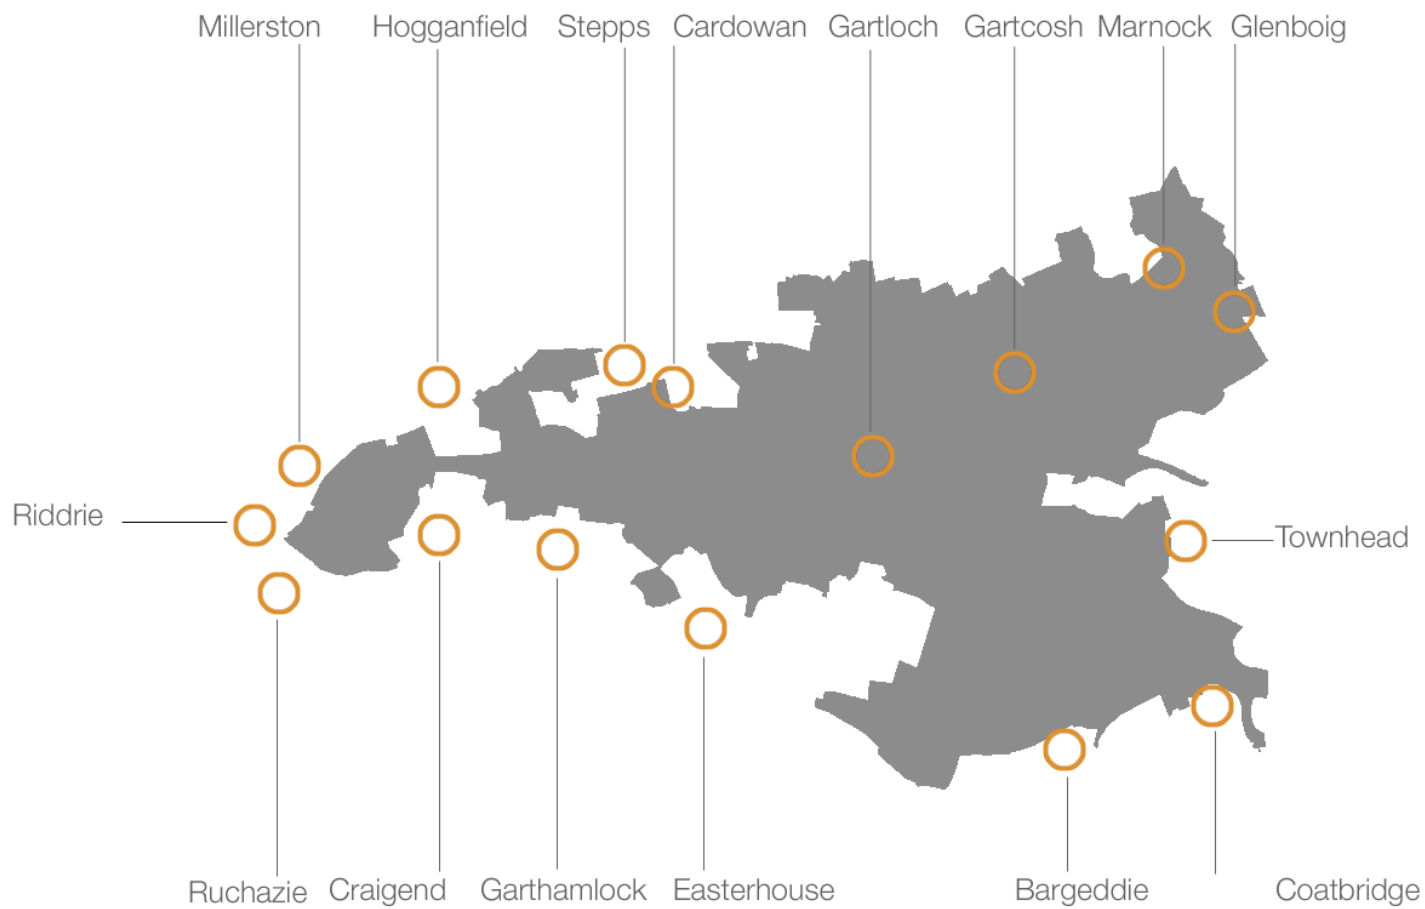 Millerston Hogganfield Stepps Cardowan Gartloch Gartcosh Marnock Glenboig
Riddrie
Townhead
Ruchazie Craigend Garthamlock Easterhouse Bargeddie Coatbridge